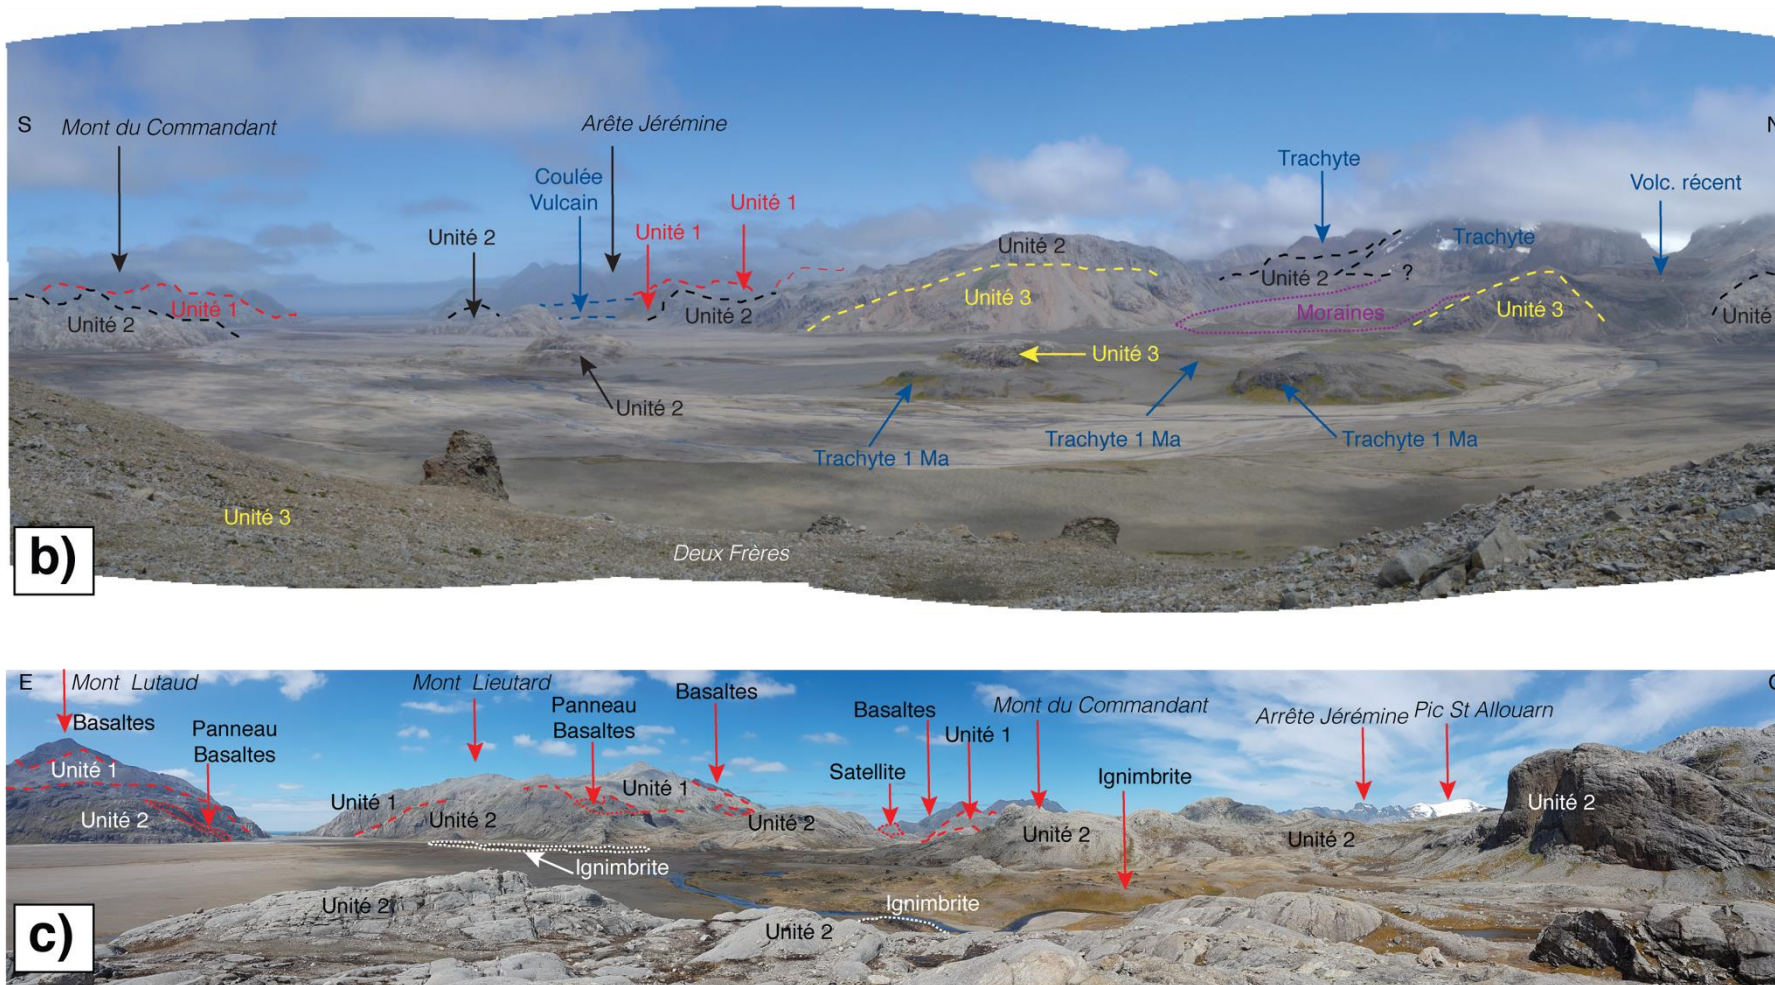 S
Mont du Commandant
Arête Jérémine
Trachyte
N
Coulée
Vulcain
Volc. récent
Unité 1
Unité 2
Unité 1
Unité 2
Trachyte
Unité 2
?
Unité 3
Unité 1
Unité 2
Unité 2
Moraines
Unité 3
Unité
Unité 3
Unité 2
Trachyte 1 Ma
Trachyte 1 Ma
Trachyte 1 Ma
Unité 3
Deux Frères
b)
E
Mont Lutaud
Mont Lieutard
Basaltes
Panneau
Basaltes
Basaltes
Mont du Commandant
Arrête Jérémine
Pic St Allouarn
Basaltes
Panneau
Basaltes
Unité 1
Satellite
Ignimbrite
Unité 1
Unité 1
Unité 1
Unité 2
Unité 2
Unité 2
Unité 2
Unité 2
Unité 2
Ignimbrite
Unité 2
Ignimbrite
Unité 2
c)